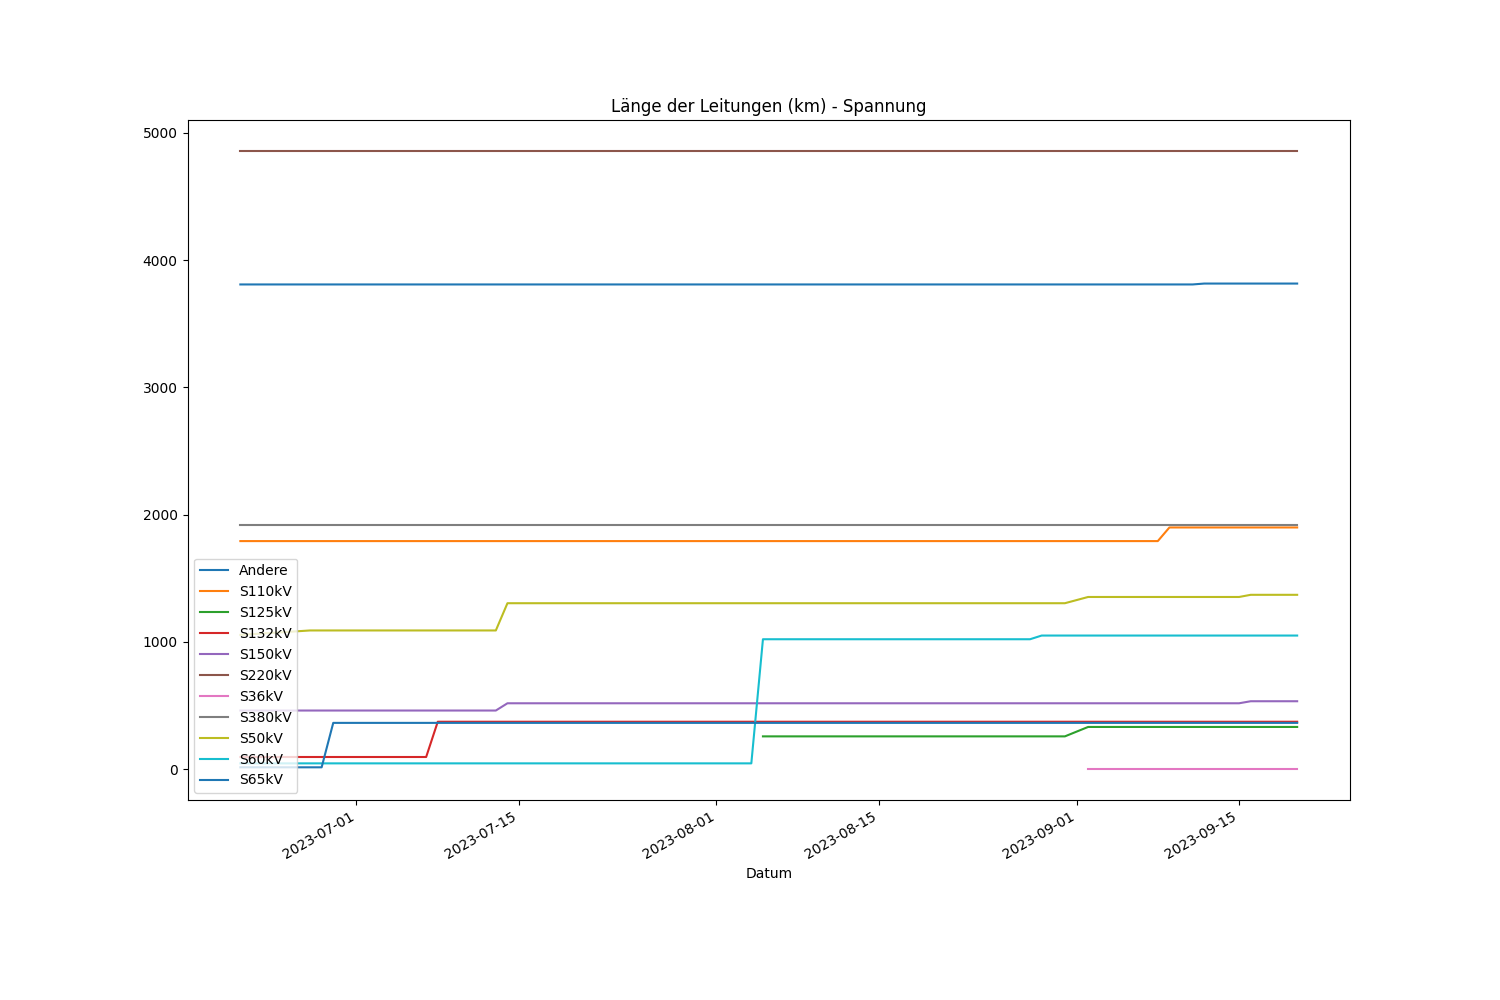 Länge der Leitungen (km) - Spannung
5000
4000
3000
2000
1000
0
Andere
S110kV
S125kV
S132kV
S150kV
S220kV
S36kV
S380kV
S50kV
S60kV
S65kV
2023-07-01
2023-07-15
2023-08-01
2023-08-15
2023-09-01
2023-09-15
Datum